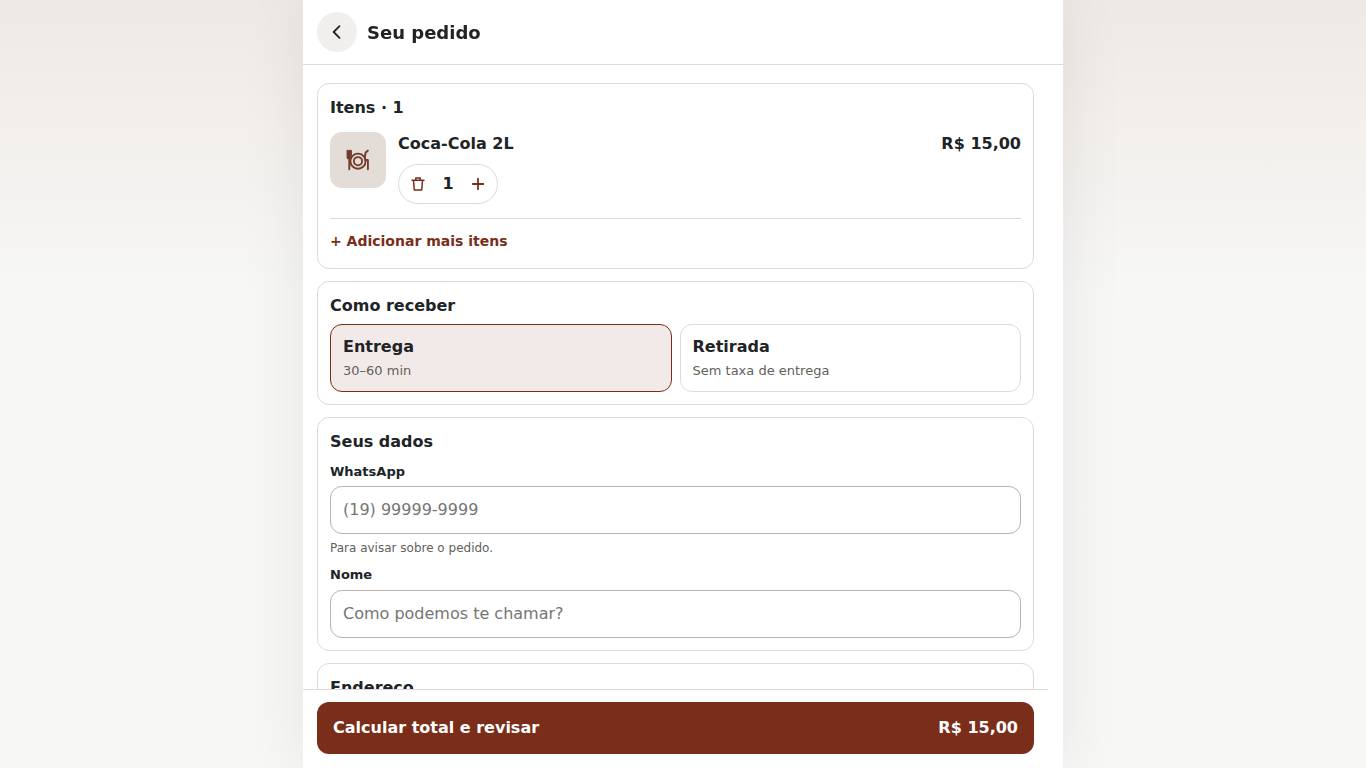 Seu pedido
Itens · 1
Coca-Cola 2L
R$ 15,00
1
+ Adicionar mais itens
Como receber
Entrega
30–60 min
Retirada
Sem taxa de entrega
Seus dados
WhatsApp
(19) 99999-9999
Para avisar sobre o pedido.
Nome
Como podemos te chamar?
Endereço
Calcular total e revisar
R$ 15,00